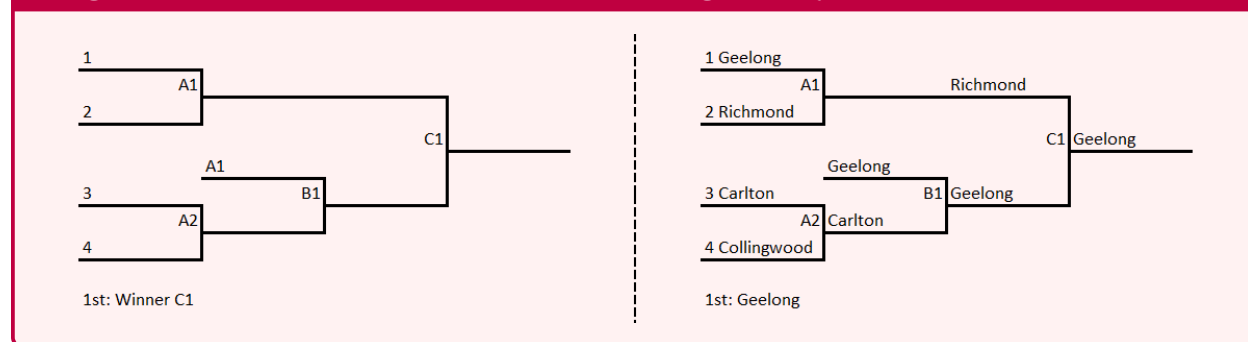 1
A1
2
C1
A1
3
B1
A2
4
1st: Winner C1
1 Geelong
A1
Richmond
2 Richmond
C1 Geelong
Geelong
3 Carlton
B1 Geelong
A2 Carlton
4 Collingwood
1st: Geelong